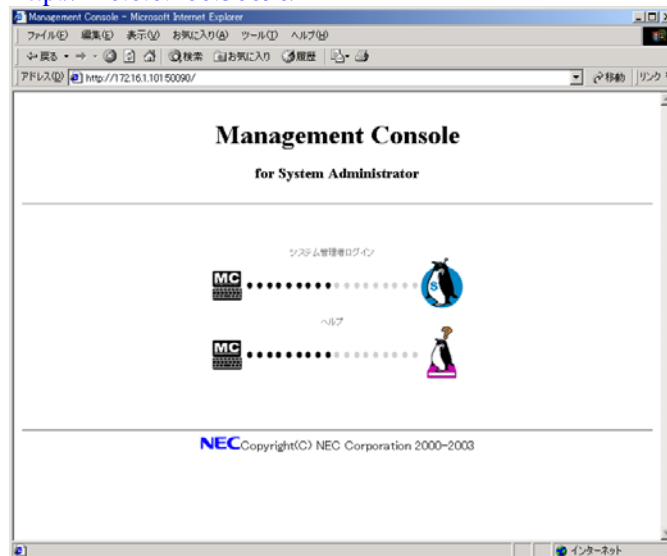 Management Console - Microsoft Internet Explorer
ファイル(F) 編集(E) 表示(V) お気に入り(A) ツール(T) ヘルプ(H)
戻る 検索 お気に入り 履歴
アドレス(D) http://172.16.1.101:50090/ 移動 リンク
Management Console
for System Administrator
システム管理者ログイン
MC S
ヘルプ
MC ?
NEC Copyright(C) NEC Corporation 2000-2003
インターネット